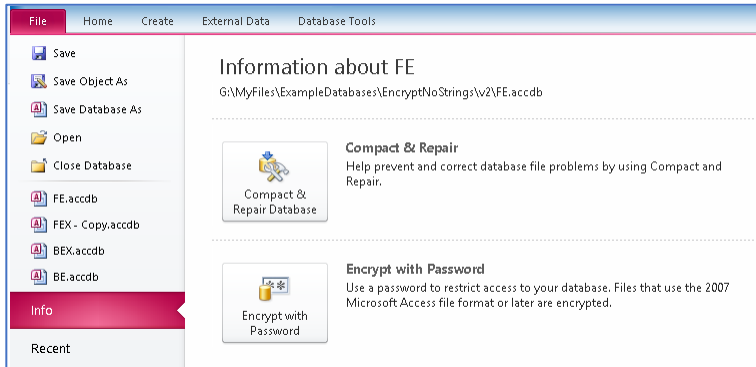 File Home Create External Data Database Tools
Save
Save Object As
Save Database As
Open
Close Database
FE.accdb
FEX - Copy.accdb
BEX.accdb
BE.accdb
Info
Recent
Information about FE
G:\MyFiles\ExampleDatabases\EncryptNoStrings\v2\FE.accdb
Compact &
Repair Database
Compact & Repair
Help prevent and correct database file problems by using Compact and
Repair.
Encrypt with
Password
Encrypt with Password
Use a password to restrict access to your database. Files that use the 2007
Microsoft Access file format or later are encrypted.